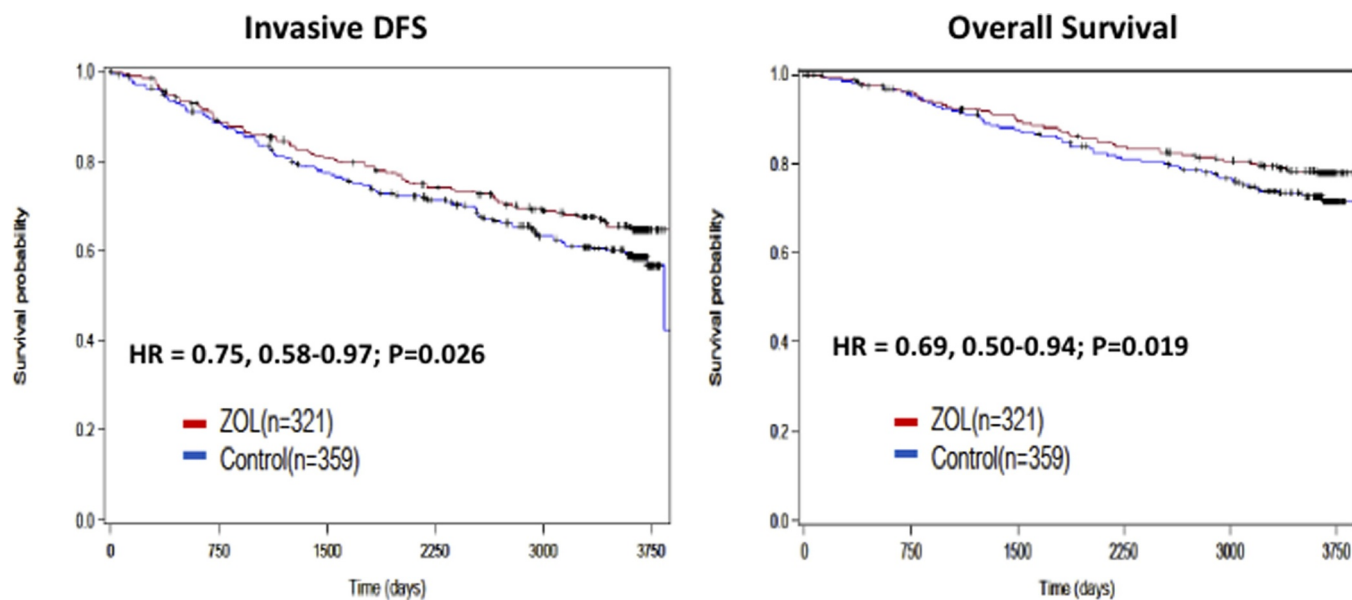 Invasive DFS
Survival probability
1.0
0.8
0.6
0.4
0.2
0.0
HR = 0.75, 0.58-0.97; P=0.026
ZOL(n=321)
Control(n=359)
0 750 1500 2250 3000 3750
Time (days)
Overall Survival
Survival probability
1.0
0.8
0.6
0.4
0.2
0.0
HR = 0.69, 0.50-0.94; P=0.019
ZOL(n=321)
Control(n=359)
0 750 1500 2250 3000 3750
Time (days)